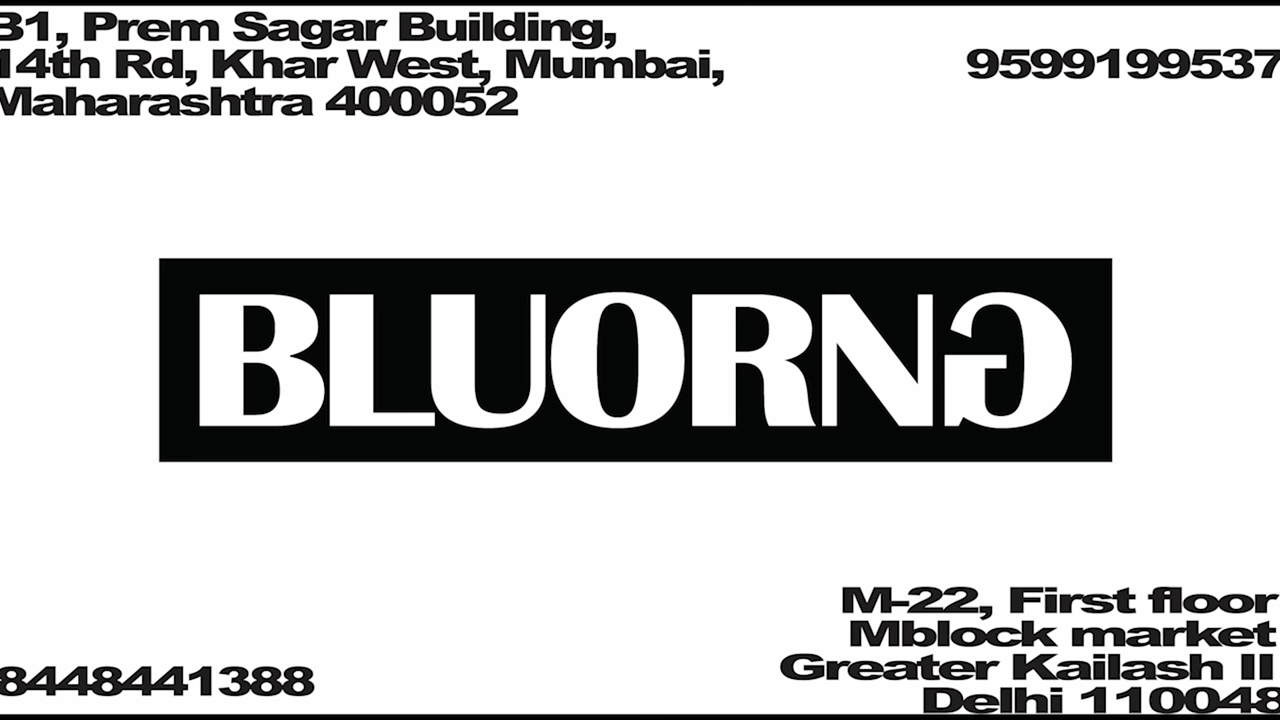 B1, Prem Sagar Building,
14th Rd, Khar West, Mumbai,
Maharashtra 400052
9599199537
BLUORNG
8448441388
M-22, First floor
Mblock market
Greater Kailash II
Delhi 110048